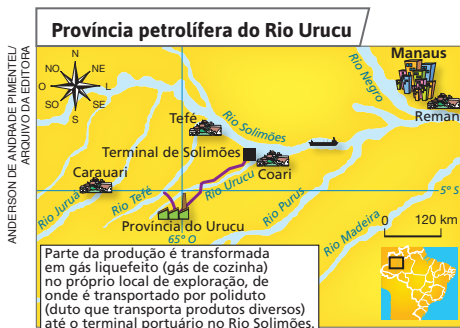 Província petrolífera do Rio Urucu
ANDERSON DE ANDRADE PIMENTEL/
ARQUIVO DA EDITORA
N
NO
NE
O
L
SO
SE
S
Manaus
Rio Negro
Reman
Tefé
Rio Solimões
Terminal de Solimões
Coari
Carauari
Rio Urucu
Rio Juruá
Rio Tefé
Rio Purus
5° S
Província do Urucu
65° O
Rio Madeira
0 120 km
Parte da produção é transformada
em gás liquefeito (gás de cozinha)
no próprio local de exploração, de
onde é transportado por poliduto
(duto que transporta produtos diversos)
até o terminal portuário no Rio Solimões.